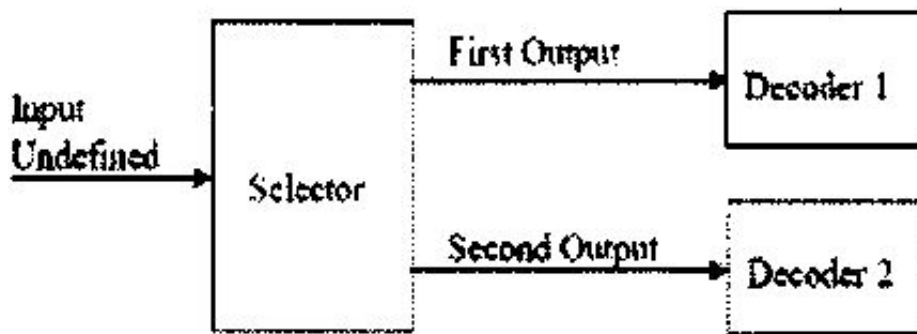 First Output
Decoder 1
Input
Undefined
Selector
Second Output
Decoder 2